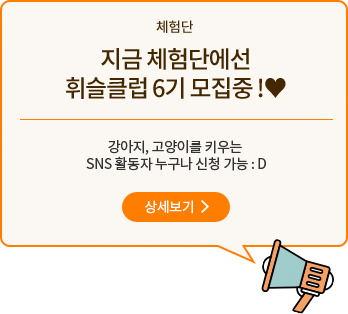 체험단
지금 체험단에선
휘슬클럽 6기 모집중 !♥
강아지, 고양이를 키우는
SNS 활동자 누구나 신청 가능 : D
상세보기 >